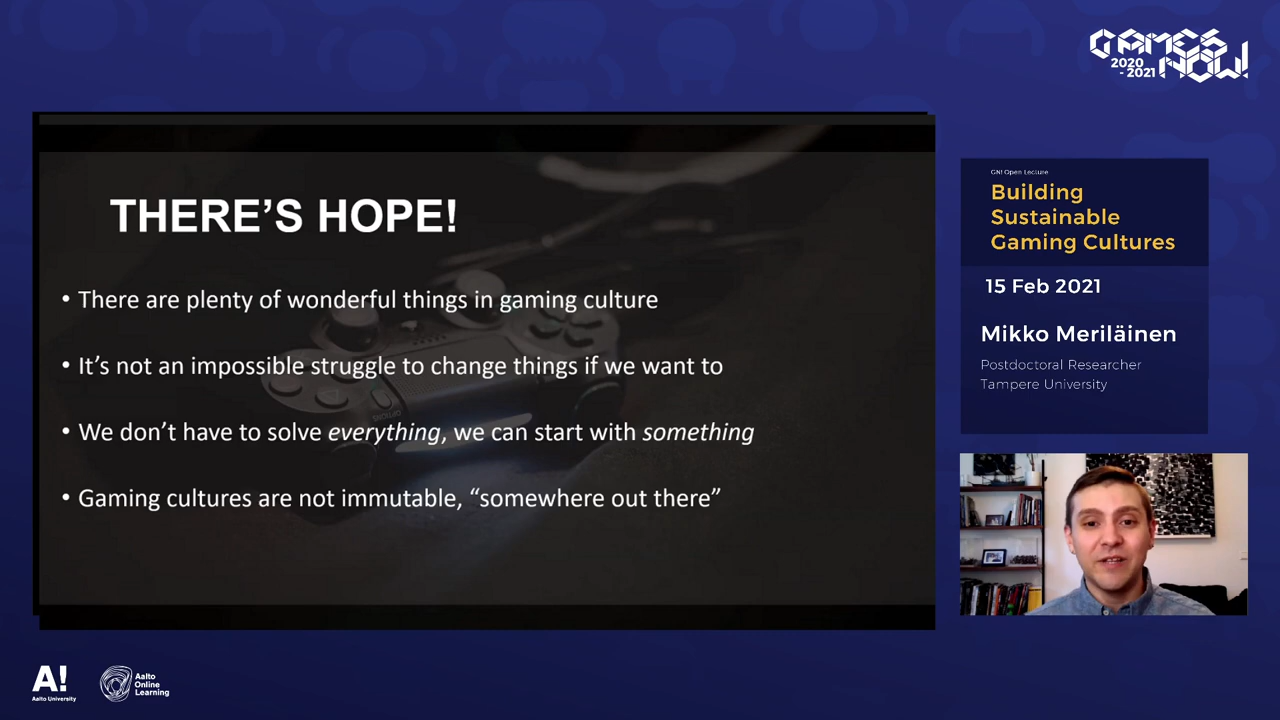 GAMES
2020
- 2021
NOW!
THERE’S HOPE!
• There are plenty of wonderful things in gaming culture
• It’s not an impossible struggle to change things if we want to
• We don’t have to solve everything, we can start with something
• Gaming cultures are not immutable, “somewhere out there”
OPTIONS
GN! Open Lecture
Building
Sustainable
Gaming Cultures
15 Feb 2021
Mikko Meriläinen
Postdoctoral Researcher
Tampere University
A!
Aalto University
Aalto
Online
Learning